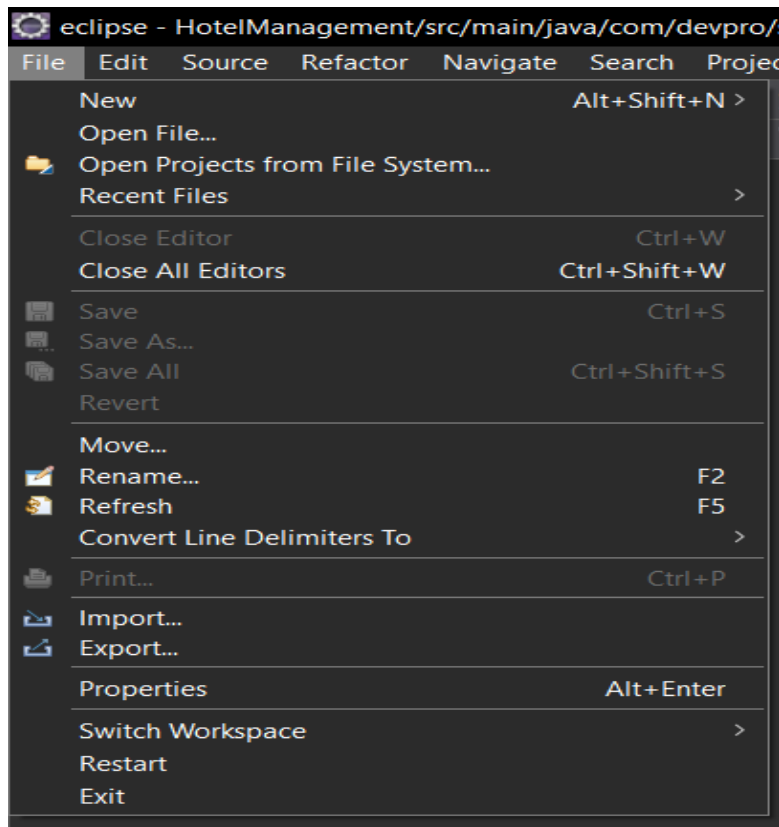 eclipse - HotelManagement/src/main/java/com/devpro/
File Edit Source Refactor Navigate Search Projec
New Alt+Shift+N >
Open File...
Open Projects from File System...
Recent Files >
Close Editor Ctrl+W
Close All Editors Ctrl+Shift+W
Save Ctrl+S
Save As...
Save All Ctrl+Shift+S
Revert
Move...
Rename... F2
Refresh F5
Convert Line Delimiters To >
Print... Ctrl+P
Import...
Export...
Properties Alt+Enter
Switch Workspace >
Restart
Exit